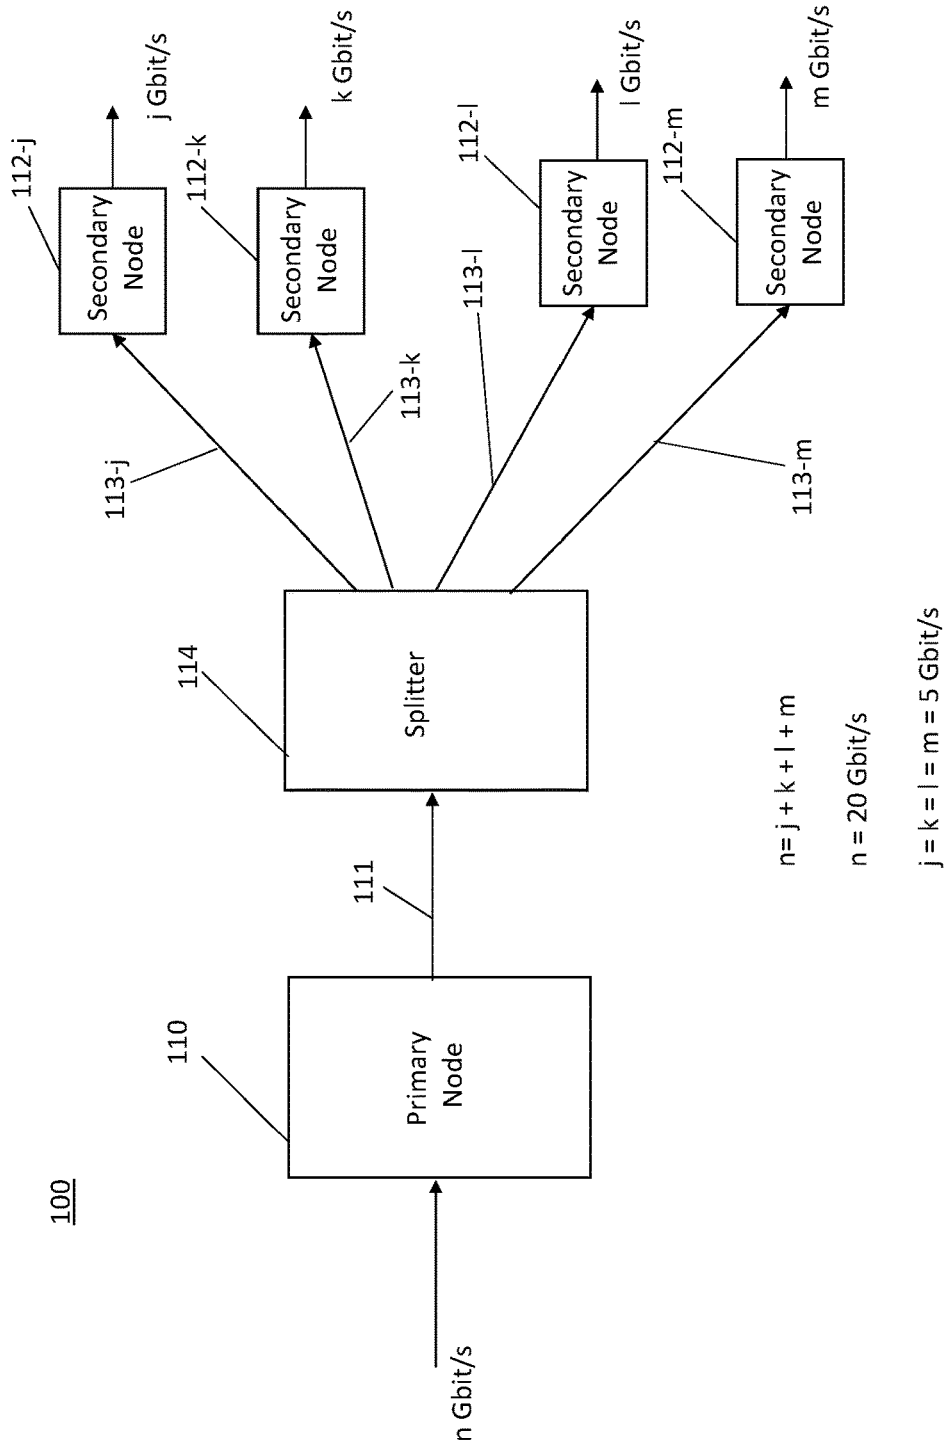 100
n Gbit/s
110
Primary
Node
111
114
Splitter
113-j
113-k
113-l
113-m
112-j
Secondary
Node
j Gbit/s
112-k
Secondary
Node
k Gbit/s
112-l
Secondary
Node
l Gbit/s
112-m
Secondary
Node
m Gbit/s
n= j + k + l + m
n = 20 Gbit/s
j = k = l = m = 5 Gbit/s